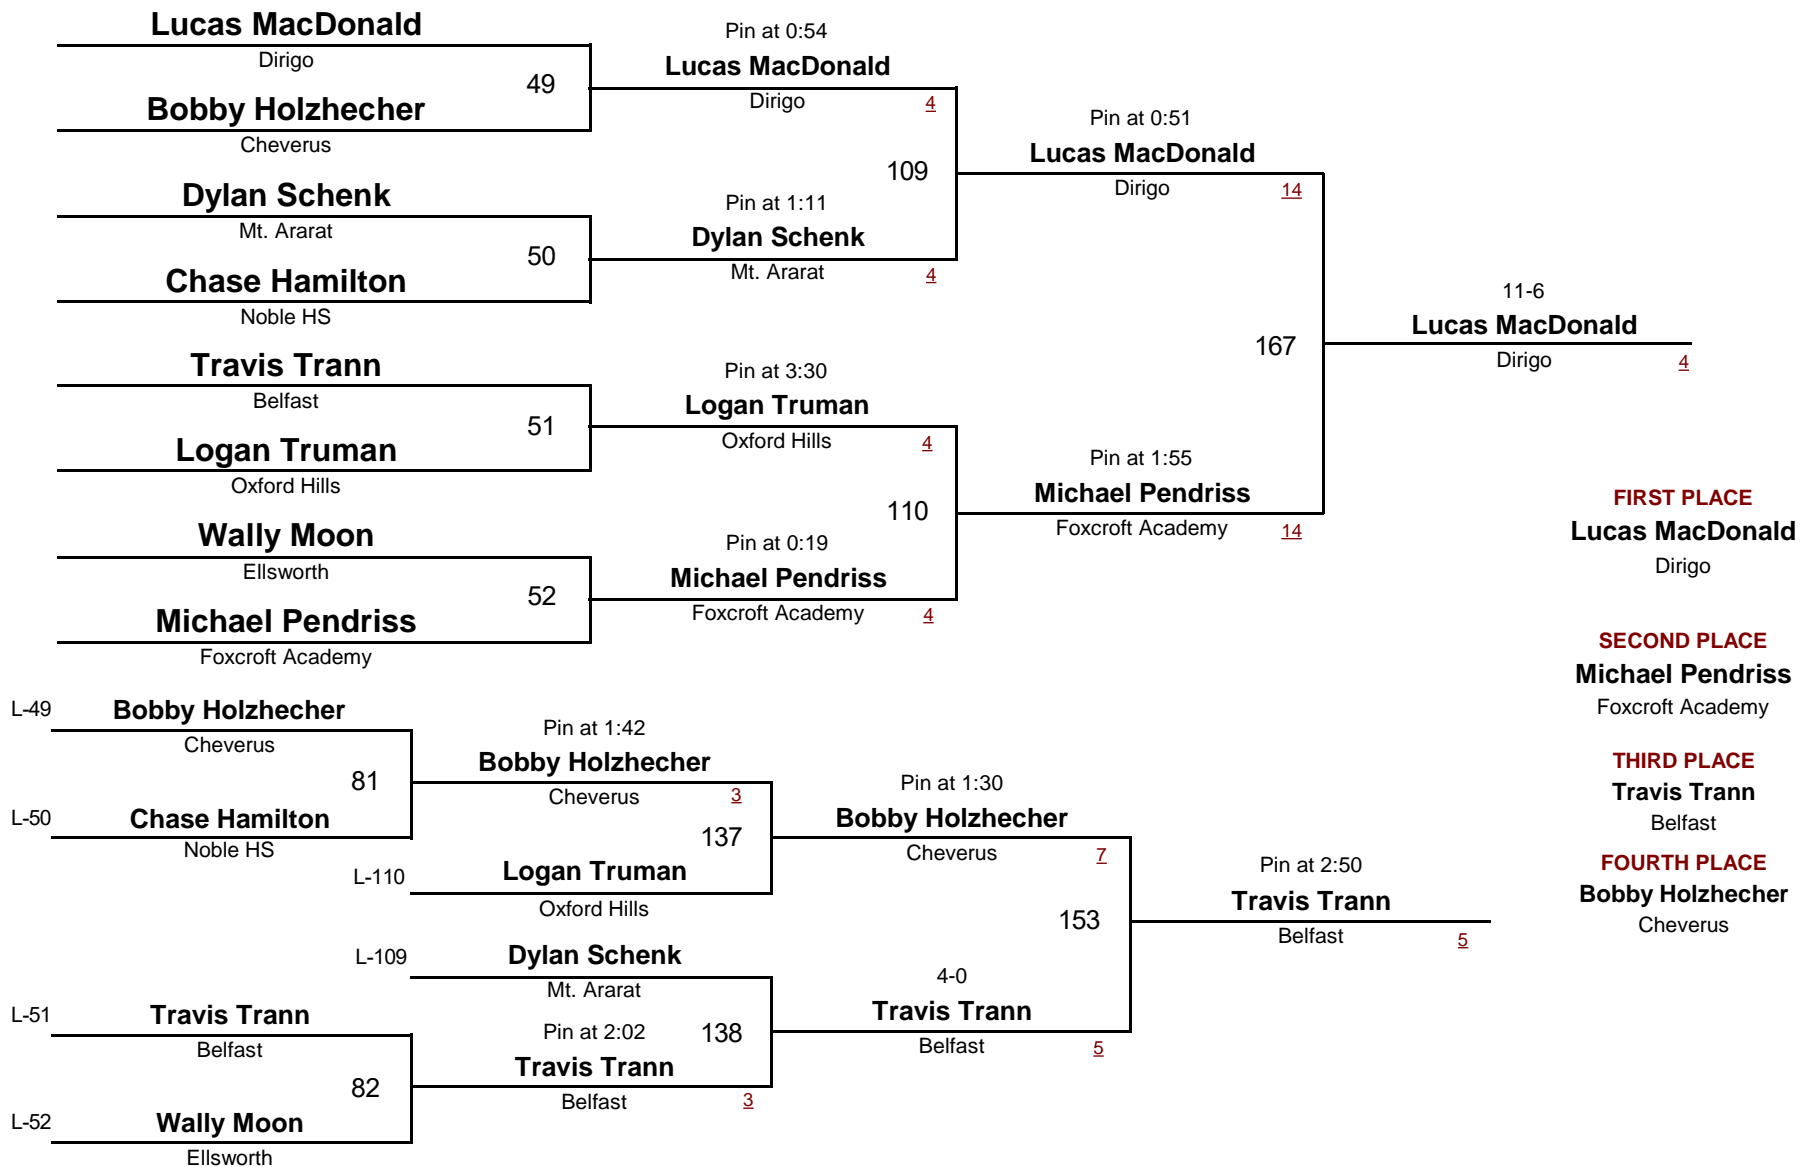 Lucas MacDonald
Dirigo
49
Bobby Holzhecher
Cheverus
Dylan Schenk
Mt. Ararat
50
Chase Hamilton
Noble HS
Travis Trann
Belfast
51
Logan Truman
Oxford Hills
Wally Moon
Ellsworth
52
Michael Pendriss
Foxcroft Academy
Pin at 0:54
Lucas MacDonald
Dirigo 4
109
Pin at 1:11
Dylan Schenk
Mt. Ararat 4
Pin at 3:30
Logan Truman
Oxford Hills 4
110
Pin at 0:19
Michael Pendriss
Foxcroft Academy 4
Pin at 0:51
Lucas MacDonald
Dirigo 14
167
Pin at 1:55
Michael Pendriss
Foxcroft Academy 14
11-6
Lucas MacDonald
Dirigo 4
FIRST PLACE
Lucas MacDonald
Dirigo
SECOND PLACE
Michael Pendriss
Foxcroft Academy
THIRD PLACE
Travis Trann
Belfast
FOURTH PLACE
Bobby Holzhecher
Cheverus
L-49 Bobby Holzhecher
Cheverus
81
L-50 Chase Hamilton
Noble HS
L-51 Travis Trann
Belfast
82
L-52 Wally Moon
Ellsworth
Pin at 1:42
Bobby Holzhecher
Cheverus 3
137
L-110 Logan Truman
Oxford Hills
L-109 Dylan Schenk
Mt. Ararat
138
Pin at 2:02
Travis Trann
Belfast 3
Pin at 1:30
Bobby Holzhecher
Cheverus 7
153
4-0
Travis Trann
Belfast 5
Pin at 2:50
Travis Trann
Belfast 5